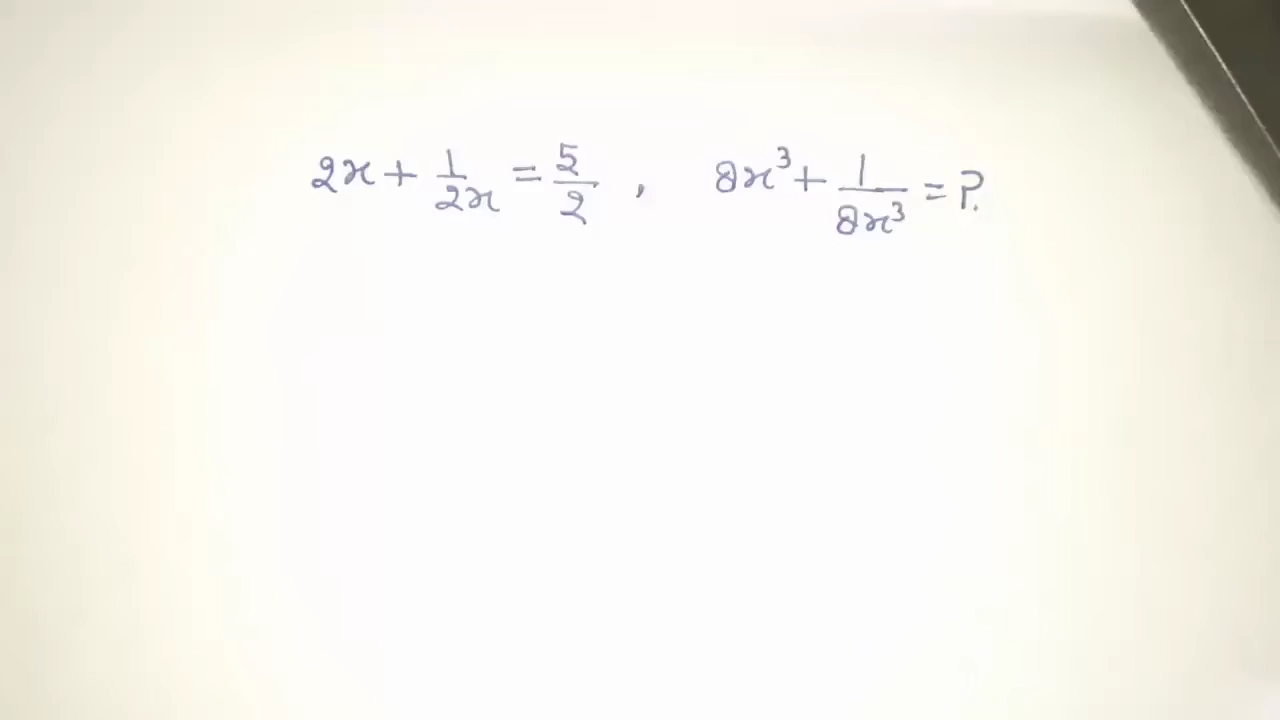 2x + 1/2x = 5/2 , 8x³ + 1/8x³ = ?